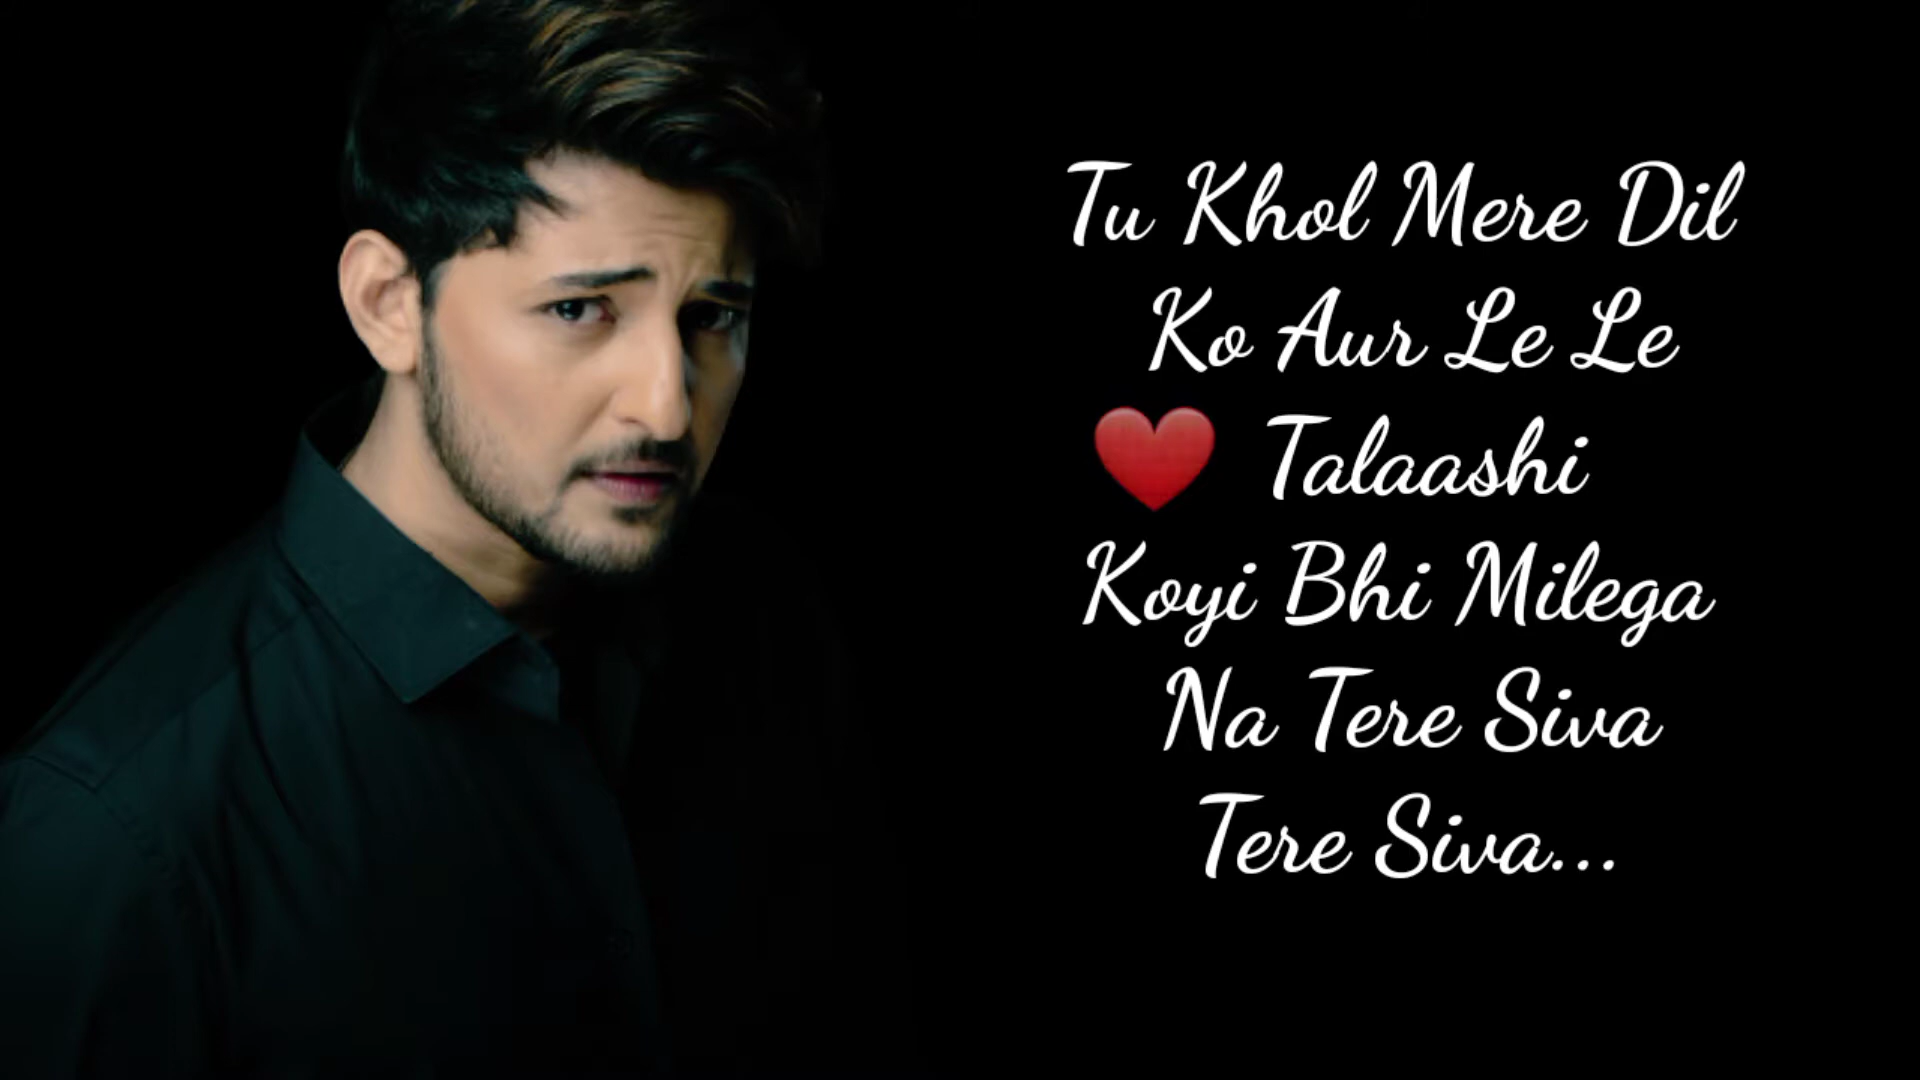 Tu Khol Mere Dil
Ko Aur Le Le
❤️ Talaashi
Koyi Bhi Milega
Na Tere Siva
Tere Siva...